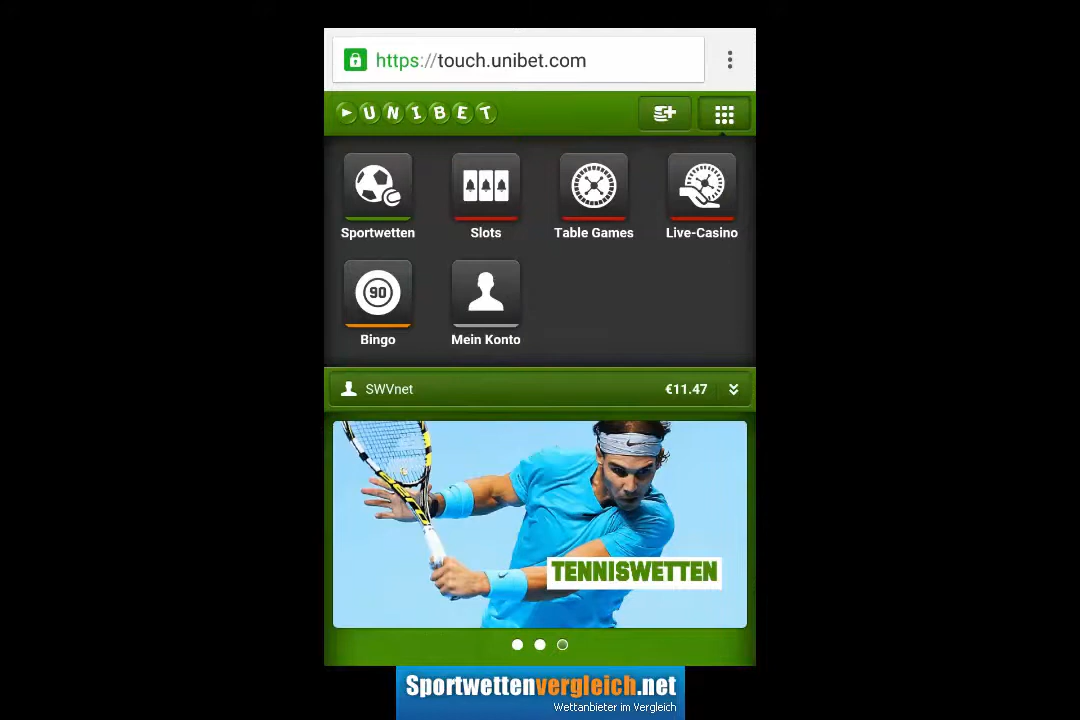 https://touch.unibet.com
UNIBET
Sportwetten Slots Table Games Live-Casino
90
Bingo Mein Konto
SWVnet €11.47
TENNISWETTEN
Sportwettenvergleich.net
Wettanbieter im Vergleich